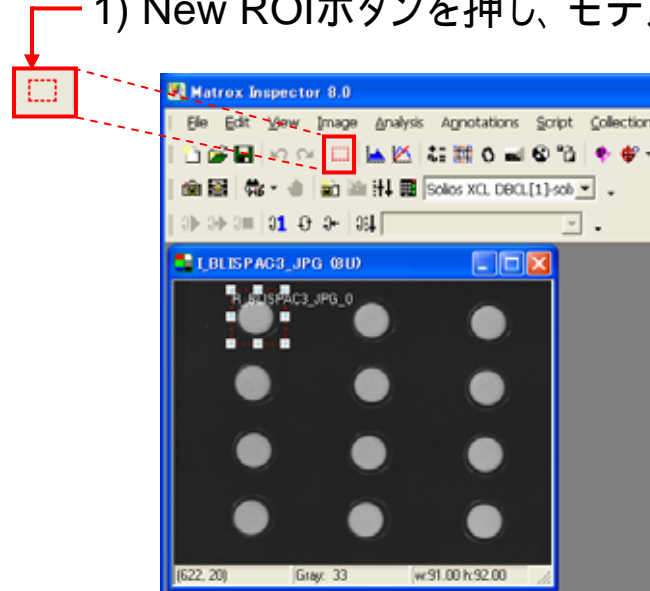 1) New ROIボタンを押し、モデ
Matrox Inspector 8.0
File Edit View Image Analysis Annotations Script Collection
Solios XCL DBCL[1]-sob
I_BLISPAC3_JPG (8U)
R_BLISPAC3_JPG_0
(622, 20) Gray: 33 w:91.00 h:92.00